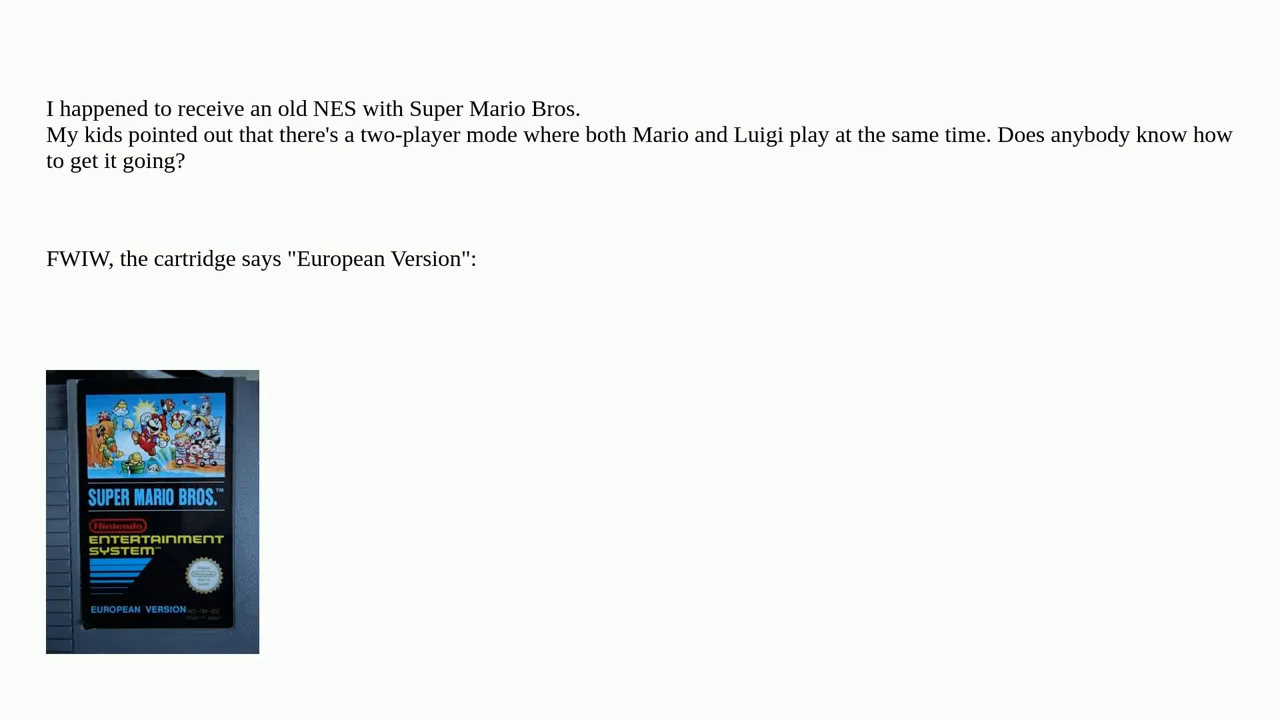 I happened to receive an old NES with Super Mario Bros.
My kids pointed out that there's a two-player mode where both Mario and Luigi play at the same time. Does anybody know how
to get it going?
FWIW, the cartridge says "European Version":
SUPER MARIO BROS.™
Nintendo
ENTERTAINMENT
SYSTEM™
EUROPEAN VERSION